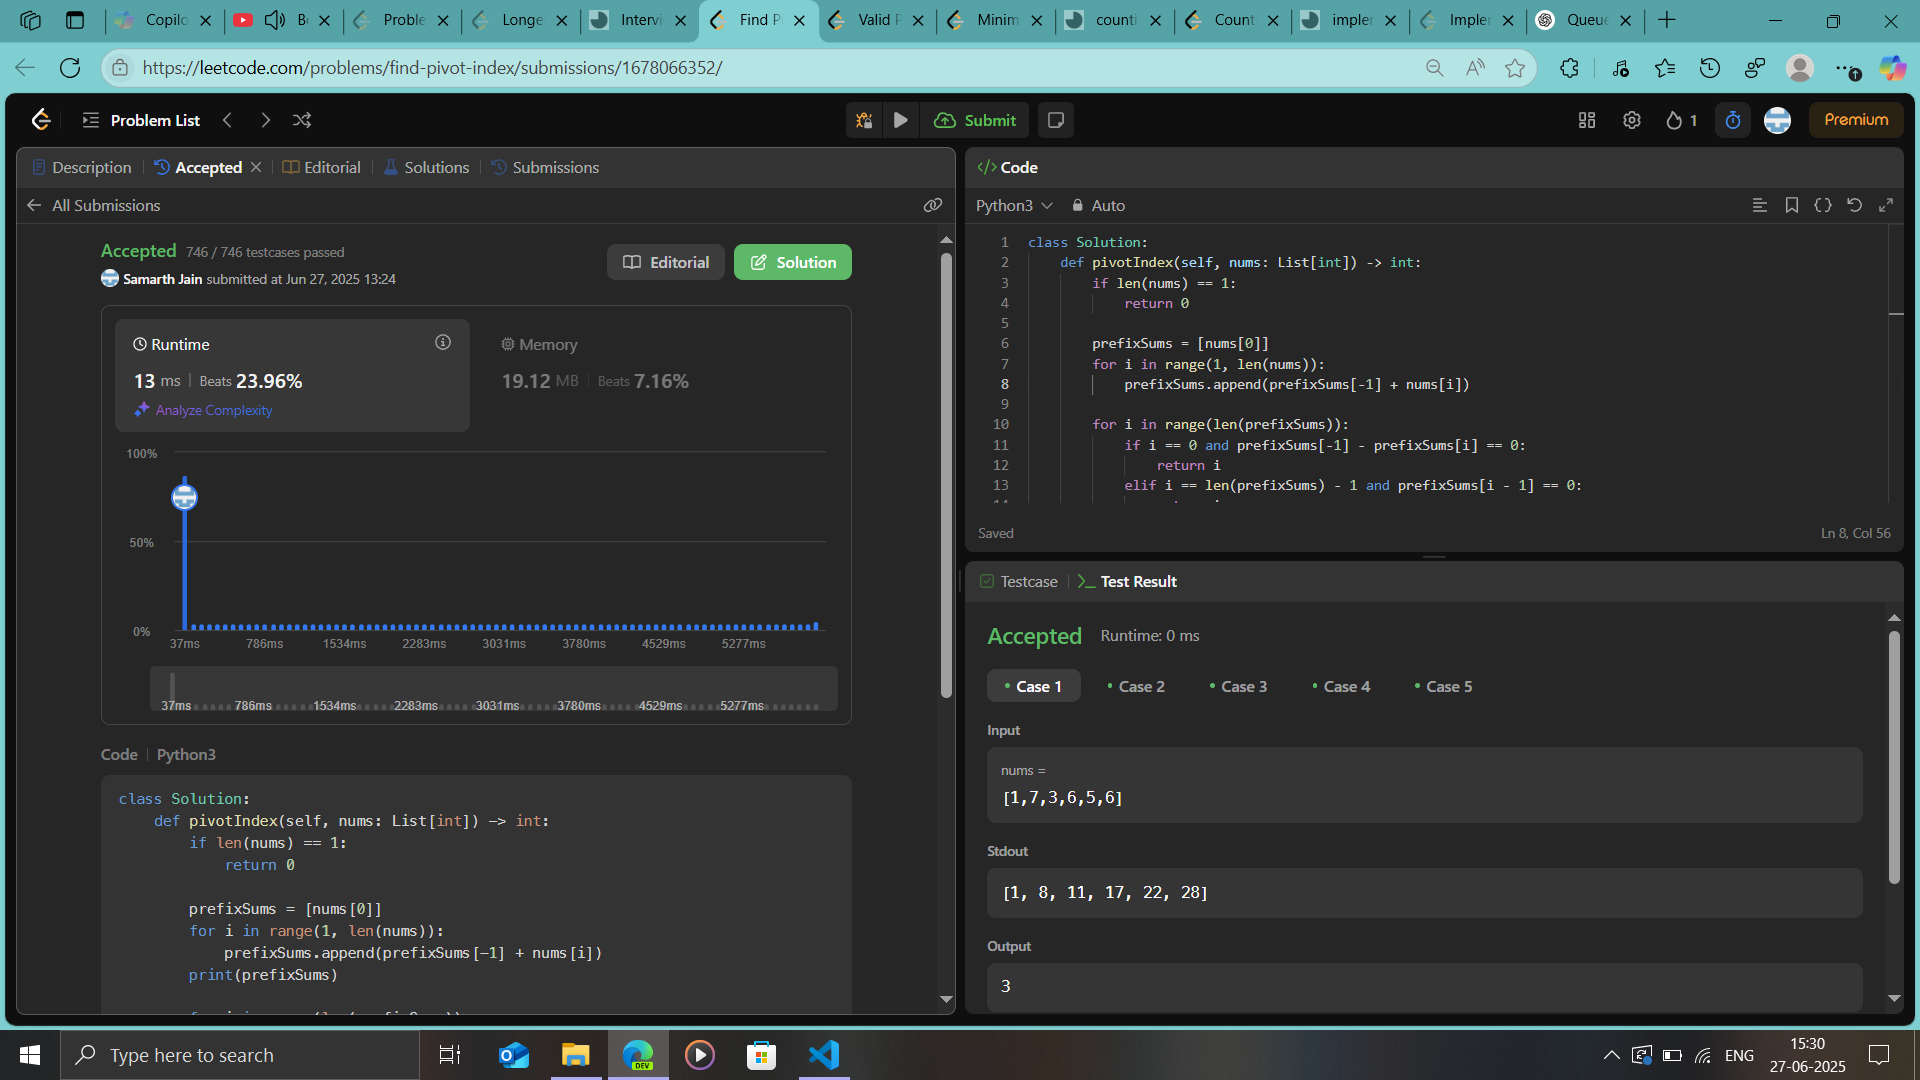 Copilo
Bo
Proble
Longe
Intervi
Find P
Valid P
Minim
counti
Count
implem
Implem
Queue
https://leetcode.com/problems/find-pivot-index/submissions/1678066352/
Problem List
Submit
1
Premium
Description
Accepted
Editorial
Solutions
Submissions
All Submissions
Accepted 746 / 746 testcases passed
Samarth Jain submitted at Jun 27, 2025 13:24
Editorial
Solution
Runtime
13 ms | Beats 23.96%
Analyze Complexity
Memory
19.12 MB | Beats 7.16%
100%
50%
0%
37ms 786ms 1534ms 2283ms 3031ms 3780ms 4529ms 5277ms
37ms 786ms 1534ms 2283ms 3031ms 3780ms 4529ms 5277ms
Code | Python3
class Solution:
def pivotIndex(self, nums: List[int]) -> int:
if len(nums) == 1:
return 0
prefixSums = [nums[0]]
for i in range(1, len(nums)):
prefixSums.append(prefixSums[-1] + nums[i])
print(prefixSums)
</> Code
Python3
Auto
1 class Solution:
2 def pivotIndex(self, nums: List[int]) -> int:
3 if len(nums) == 1:
4 return 0
5
6 prefixSums = [nums[0]]
7 for i in range(1, len(nums)):
8 prefixSums.append(prefixSums[-1] + nums[i])
9
10 for i in range(len(prefixSums)):
11 if i == 0 and prefixSums[-1] - prefixSums[i] == 0:
12 return i
13 elif i == len(prefixSums) - 1 and prefixSums[i - 1] == 0:
Saved
Ln 8, Col 56
Testcase
Test Result
Accepted Runtime: 0 ms
Case 1
Case 2
Case 3
Case 4
Case 5
Input
nums =
[1,7,3,6,5,6]
Stdout
[1, 8, 11, 17, 22, 28]
Output
3
Type here to search
DEV
ENG
15:30
27-06-2025